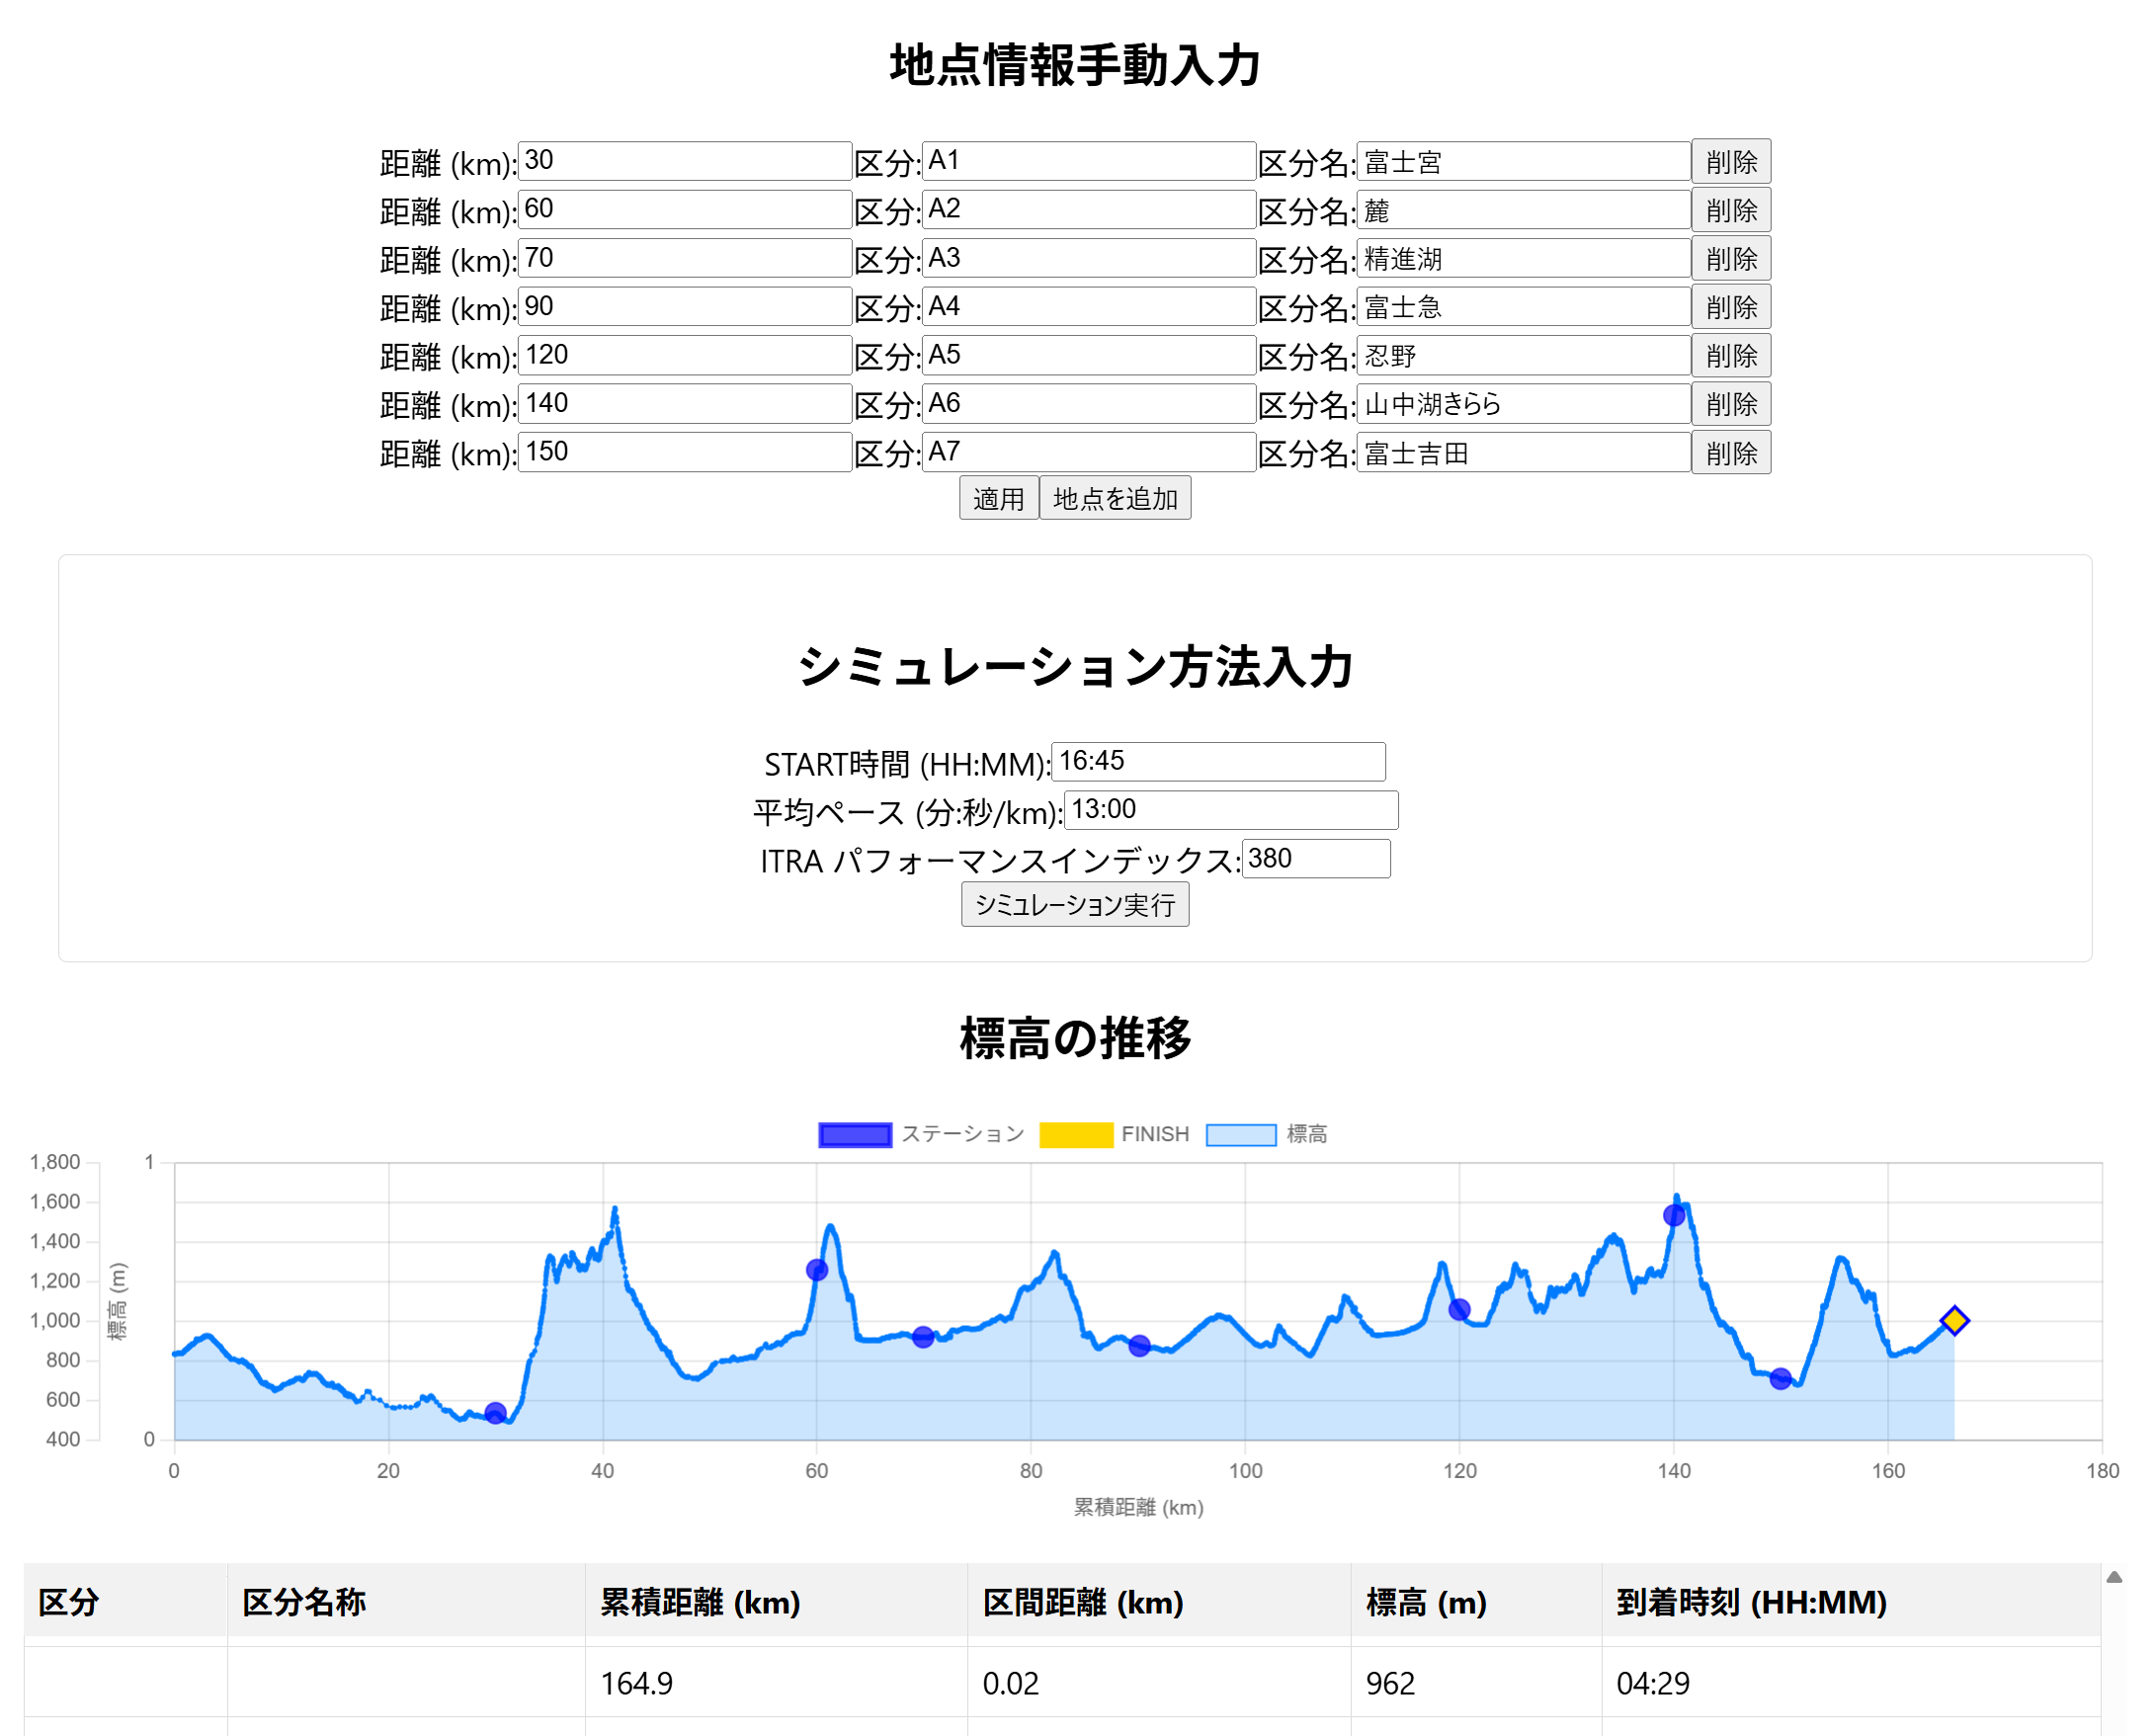 地点情報手動入力
距離 (km): 30 区分: A1 区分名: 富士宮 削除
距離 (km): 60 区分: A2 区分名: 麓 削除
距離 (km): 70 区分: A3 区分名: 精進湖 削除
距離 (km): 90 区分: A4 区分名: 富士急 削除
距離 (km): 120 区分: A5 区分名: 忍野 削除
距離 (km): 140 区分: A6 区分名: 山中湖きらら 削除
距離 (km): 150 区分: A7 区分名: 富士吉田 削除
適用 地点を追加
シミュレーション方法入力
START時間 (HH:MM): 16:45
平均ペース (分:秒/km): 13:00
ITRA パフォーマンスインデックス: 380
シミュレーション実行
標高の推移
ステーション FINISH 標高
1,800 1
1,600
1,400
1,200
1,000
800
600
400 0
標高 (m)
0 20 40 60 80 100 120 140 160 180
累積距離 (km)
区分 区分名称 累積距離 (km) 区間距離 (km) 標高 (m) 到着時刻 (HH:MM)
164.9 0.02 962 04:29